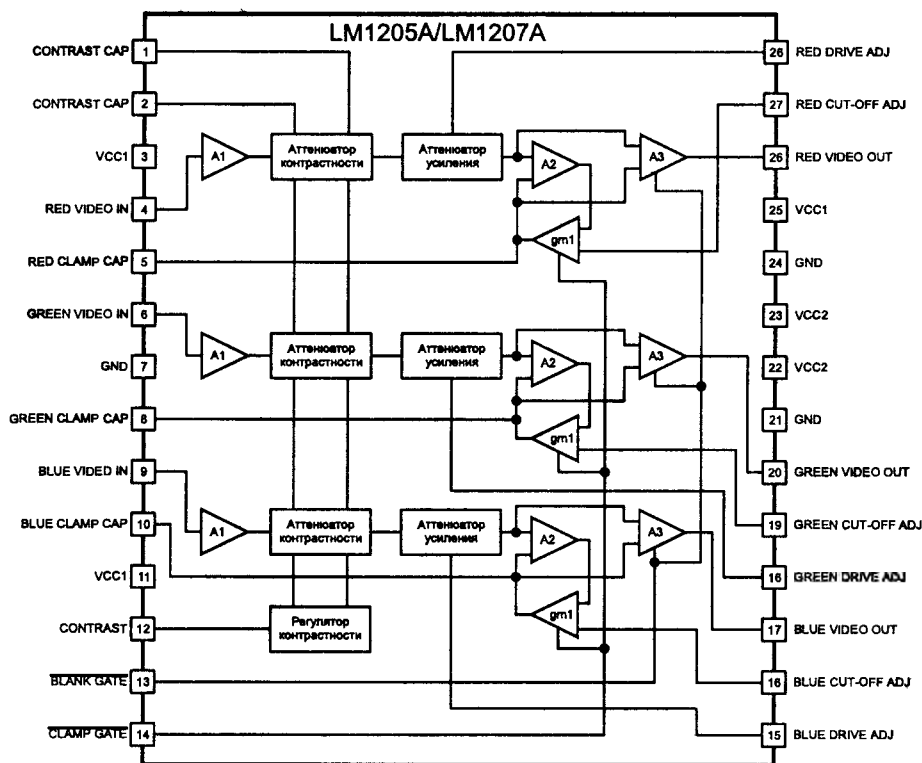 LM1205A/LM1207A
CONTRAST CAP 1
CONTRAST CAP 2
VCC1 3
RED VIDEO IN 4
RED CLAMP CAP 5
GREEN VIDEO IN 6
GND 7
GREEN CLAMP CAP 8
BLUE VIDED IN 9
BLUE CLAMP CAP 10
VCC1 11
CONTRAST 12
BLANK GATE 13
CLAMP GATE 14
A1
Аттенюатор
контрастности
Аттенюатор
усиления
A2
A3
gm1
A1
Аттенюатор
контрастности
Аттенюатор
усиления
A2
A3
gm1
A1
Аттенюатор
контрастности
Аттенюатор
усиления
A2
A3
gm1
Регулятор
контрастности
26 RED DRIVE ADJ
27 RED CUT-OFF ADJ
26 RED VIDEO OUT
25 VCC1
24 GND
23 VCC2
22 VCC2
21 GND
20 GREEN VIDEO OUT
19 GREEN CUT-OFF ADJ
16 GREEN DRIVE ADJ
17 BLUE VIDEO OUT
16 BLUE CUT-OFF ADJ
15 BLUE DRIVE ADJ